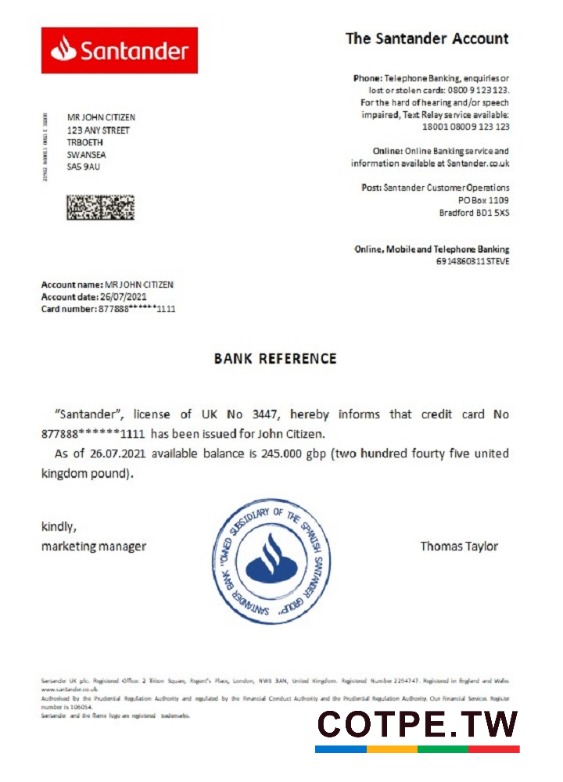 Santander
The Santander Account
Phone: Telephone Banking, enquiries or
lost or stolen cards: 0800 9 123 123.
For the hard of hearing and/or speech
impaired, Text Relay service available:
18001 0800 9 123 123
MR JOHN CITIZEN
123 ANY STREET
TRBOETH
SWANSEA
SA5 9AU
Online: Online Banking service and
information available at Santander.co.uk
Post: Santander Customer Operations
PO Box 1109
Bradford BD1 5XS
Online, Mobile and Telephone Banking
6914860311STEVE
Account name: MR JOHN CITIZEN
Account date: 26/07/2021
Card number: 877888******1111
BANK REFERENCE
"Santander", license of UK No 3447, hereby informs that credit card No
877888******1111 has been issued for John Citizen.
As of 26.07.2021 available balance is 245.000 gbp (two hundred fourty five united
kingdom pound).
kindly,
marketing manager
Thomas Taylor
SANTANDER BANK "OWNED SUBSIDIARY OF THE SPANISH SANTANDER GROUP"
Santander UK plc. Registered Office: 2 Triton Square, Regent's Place, London, NW1 3AN, United Kingdom. Registered Number 2294747. Registered in England and Wales
www.santander.co.uk
Authorised by the Prudential Regulation Authority and regulated by the Financial Conduct Authority and the Prudential Regulation Authority. Our Financial Services Register
number is 106054.
Santander and the flame logo are registered trademarks.
COTPE.TW